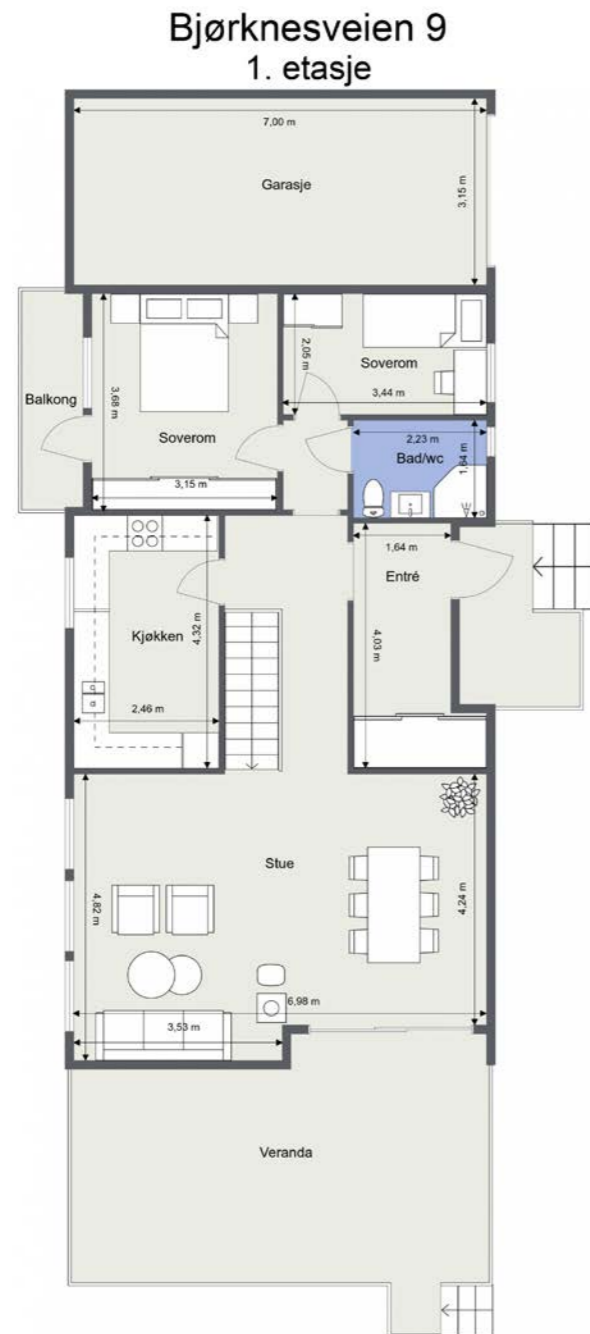 Bjørknesveien 9
1. etasje
7,00 m
Garasje
3,15 m
Balkong
3,68 m
Soverom
3,15 m
2,05 m
Soverom
3,44 m
2,23 m
Bad/wc
1,64 m
1,64 m
Entré
4,03 m
Kjøkken
4,32 m
2,46 m
Stue
4,82 m
4,24 m
6,98 m
3,53 m
Veranda